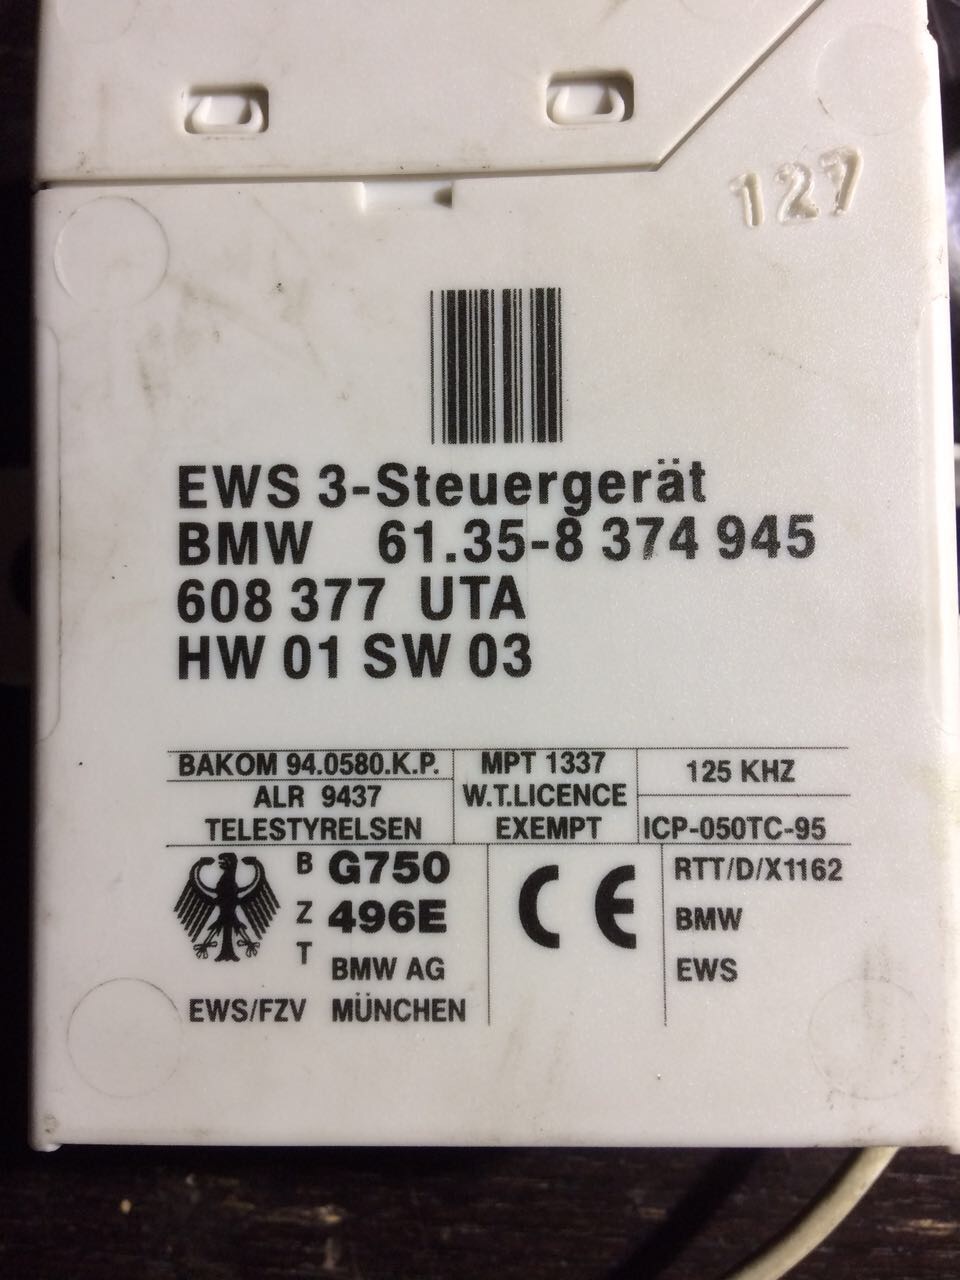 127
EWS 3-Steuergerät
BMW 61.35-8 374 945
608 377 UTA
HW 01 SW 03
BAKOM 94.0580.K.P.
ALR 9437
TELESTYRELSEN
MPT 1337
W.T.LICENCE
EXEMPT
125 KHZ
ICP-050TC-95
B G750
Z 496E
T BMW AG
EWS/FZV MÜNCHEN
CE
RTT/D/X1162
BMW
EWS